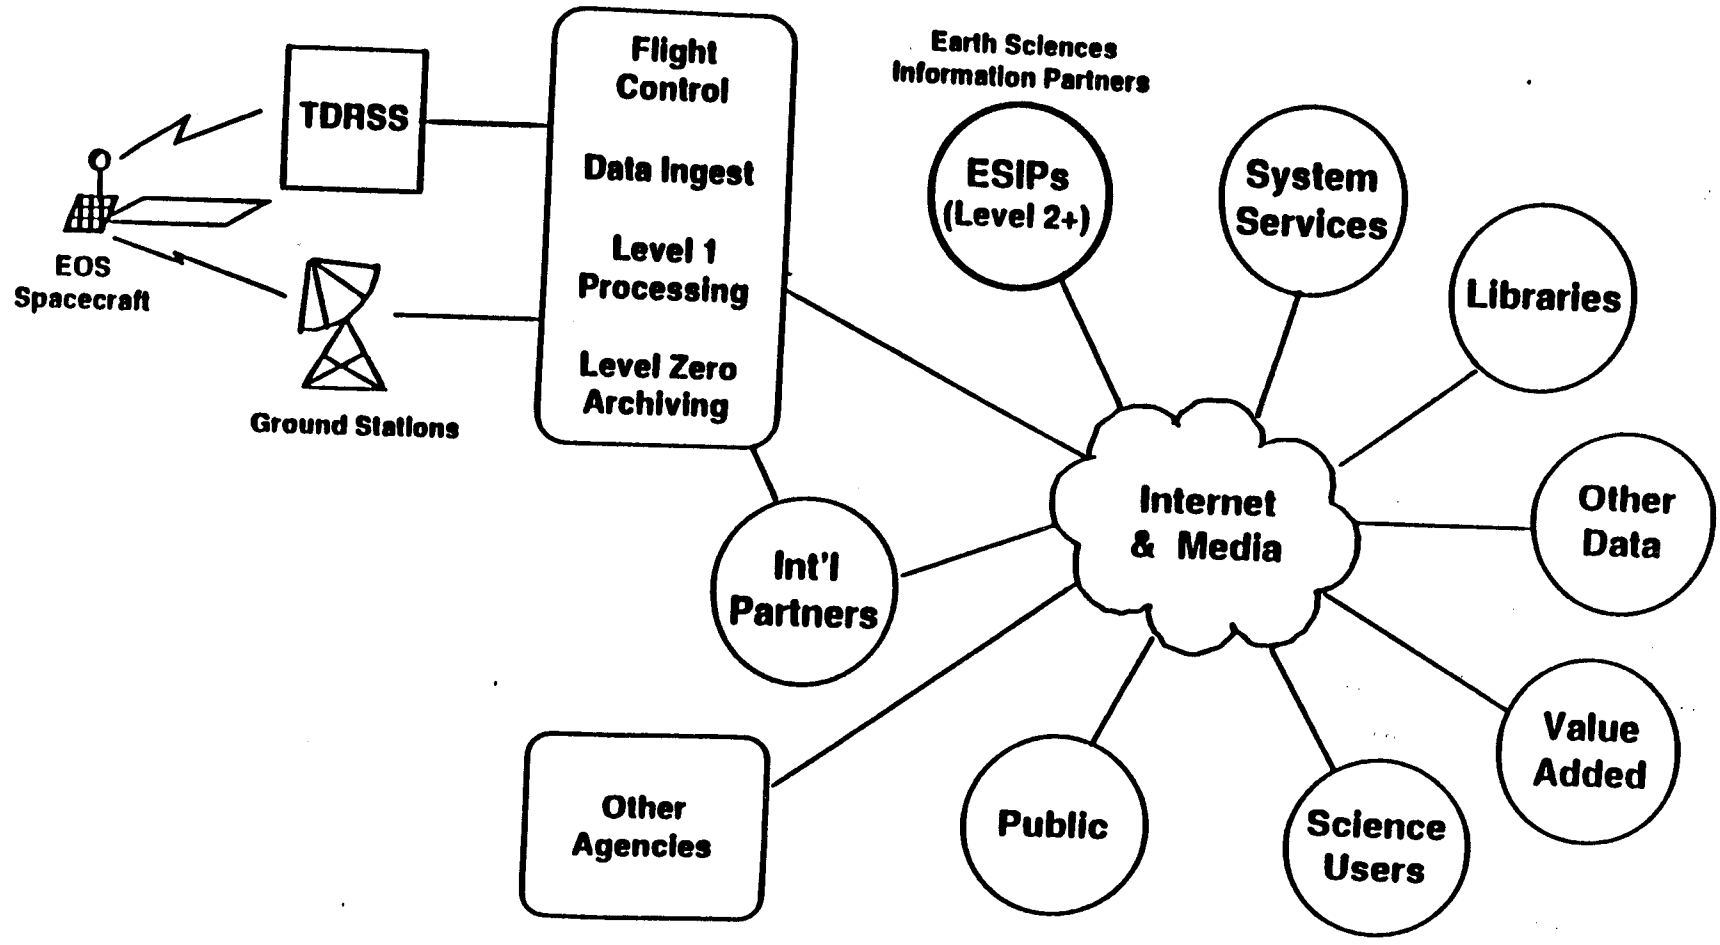 Flight
Control
Data Ingest
Level 1
Processing
Level Zero
Archiving
TDRSS
EOS
Spacecraft
Ground Stations
Earth Sciences
Information Partners
ESIPs
(Level 2+)
System
Services
Libraries
Internet
& Media
Other
Data
Int'l
Partners
Value
Added
Other
Agencies
Public
Science
Users